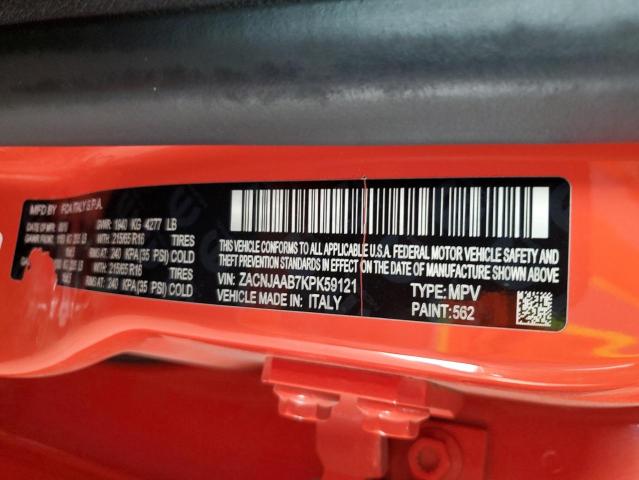 MFD BY: FCA ITALY S.P.A.
DATE OF MFR: GVWR: 1940 KG 4277 LB
215/65 R16 TIRES
RIMS AT: 240 KPA(35 PSI) COLD
215/65 R16 TIRES
RIMS AT: 240 KPA(35 PSI) COLD
THIS VEHICLE CONFORMS TO ALL APPLICABLE U.S.A. FEDERAL MOTOR VEHICLE SAFETY
AND THEFT PREVENTION STANDARDS IN EFFECT ON THE DATE OF MANUFACTURE
SHOWN ABOVE.
VIN: ZACNJAAB7KPK59121 TYPE: MPV
VEHICLE MADE IN: ITALY PAINT: 562